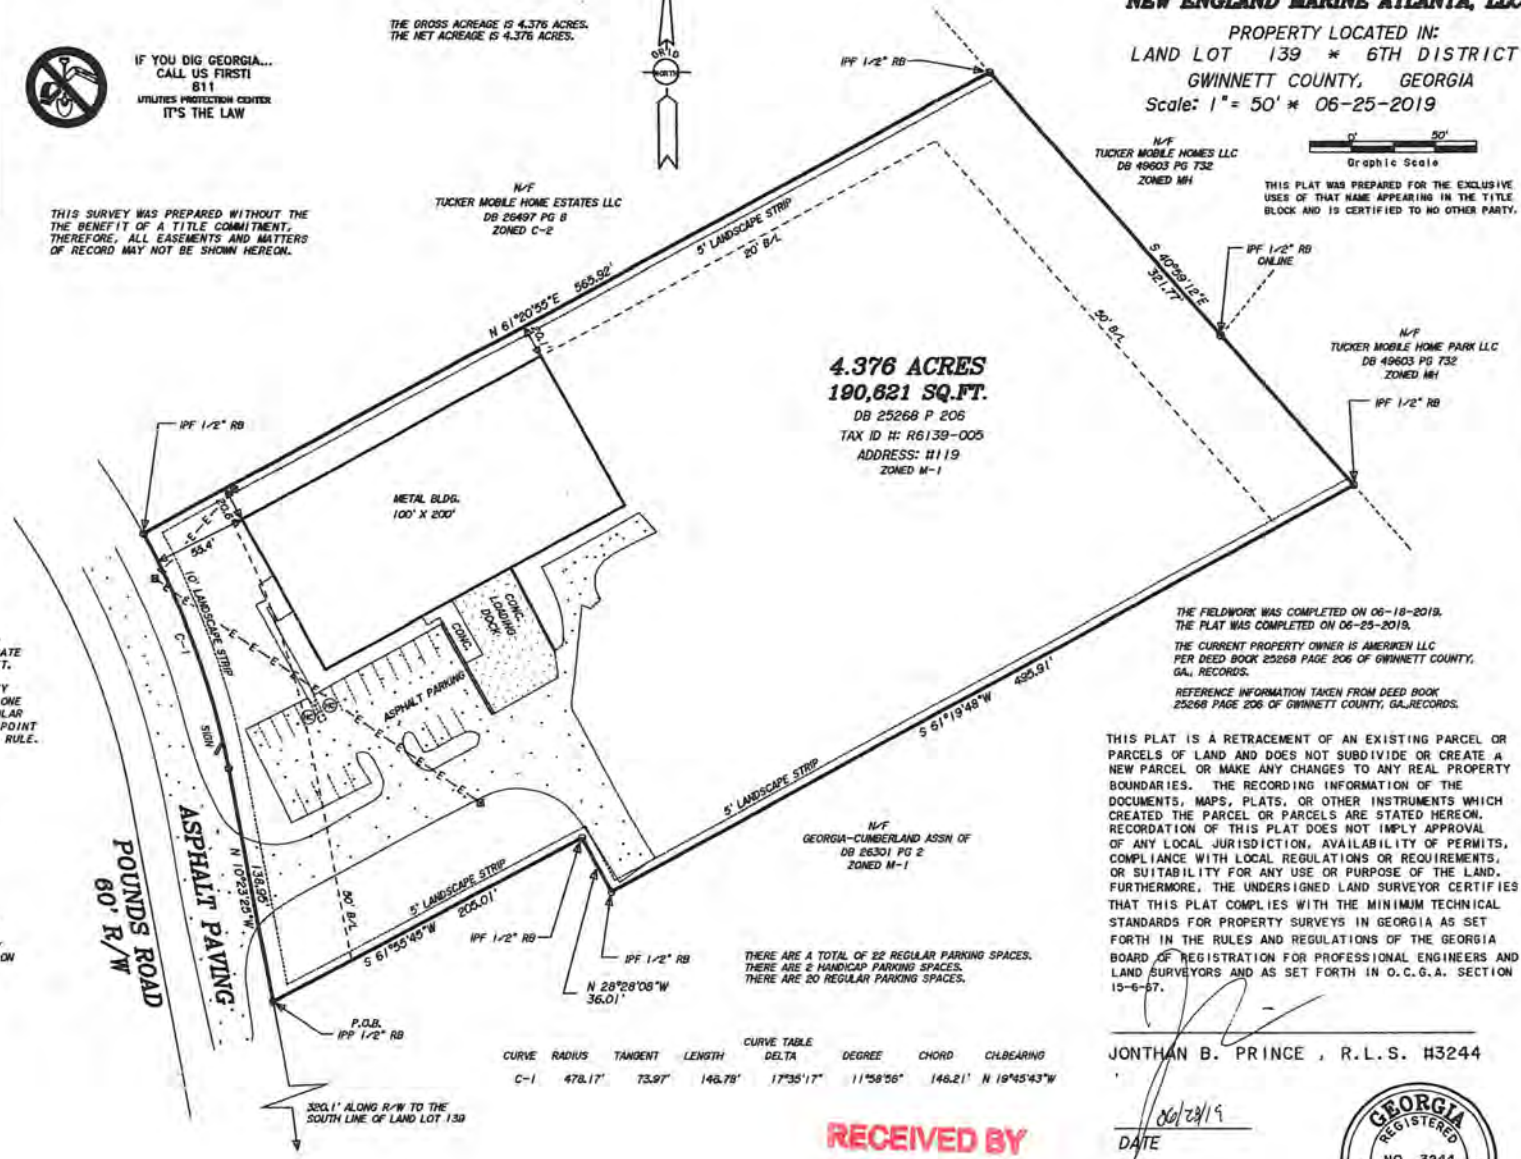 THE GROSS ACREAGE IS 4.376 ACRES.
THE NET ACREAGE IS 4.376 ACRES.
GRID
NORTH
NEW ENGLAND MARINE ATLANTA, LLC
PROPERTY LOCATED IN:
LAND LOT 139 * 6TH DISTRICT
GWINNETT COUNTY, GEORGIA
Scale: 1"= 50' * 06-25-2019
0' 50'
Graphic Scale
THIS PLAT WAS PREPARED FOR THE EXCLUSIVE
USES OF THAT NAME APPEARING IN THE TITLE
BLOCK AND IS CERTIFIED TO NO OTHER PARTY.
IF YOU DIG GEORGIA...
CALL US FIRST!
811
UTILITIES PROTECTION CENTER
IT'S THE LAW
THIS SURVEY WAS PREPARED WITHOUT THE
THE BENEFIT OF A TITLE COMMITMENT,
THEREFORE, ALL EASEMENTS AND MATTERS
OF RECORD MAY NOT BE SHOWN HEREON.
N/F
TUCKER MOBILE HOME ESTATES LLC
DB 26497 PG 8
ZONED C-2
IPF 1/2" RB
N/F
TUCKER MOBILE HOMES LLC
DB 49603 PG 732
ZONED MH
5' LANDSCAPE STRIP
20' B/L
N 61°20'55"E 565.92'
S 40°59'12"E
321.77'
IPF 1/2" RB
ONLINE
50' B/L
N/F
TUCKER MOBILE HOME PARK LLC
DB 49603 PG 732
ZONED MH
IPF 1/2" RB
20.1'
4.376 ACRES
190,621 SQ.FT.
DB 25268 P 206
TAX ID #: R6139-005
ADDRESS: #119
ZONED M-1
IPF 1/2" RB
METAL BLDG.
100' X 200'
20.6'
55.4'
E
E
E
10' LANDSCAPE STRIP
C-1
CONC.
LOADING
DOCK
CONC.
ASPHALT PARKING
HC
HC
E
E
E
E
E
SIGN
ATE
T.
Y
ONE
LAR
POINT
RULE.
ON
S 61°19'48"W 495.91'
5' LANDSCAPE STRIP
N/F
GEORGIA-CUMBERLAND ASSN OF
DB 26301 PG 2
ZONED M-1
POUNDS ROAD
60' R/W
ASPHALT PAVING
N 10°23'25"W
138.95'
50' B/L
5' LANDSCAPE STRIP
205.01'
S 61°55'45"W
IPF 1/2" RB
IPF 1/2" RB
N 28°28'08"W
36.01'
P.O.B.
IPF 1/2" RB
320.1' ALONG R/W TO THE
SOUTH LINE OF LAND LOT 139
THERE ARE A TOTAL OF 22 REGULAR PARKING SPACES.
THERE ARE 2 HANDICAP PARKING SPACES.
THERE ARE 20 REGULAR PARKING SPACES.
CURVE TABLE
CURVE RADIUS TANGENT LENGTH DELTA DEGREE CHORD CH.BEARING
C-1 478.17' 73.97' 146.78' 17°35'17" 11°58'56" 146.21' N 19°45'43"W
THE FIELDWORK WAS COMPLETED ON 06-18-2019.
THE PLAT WAS COMPLETED ON 06-25-2019.
THE CURRENT PROPERTY OWNER IS AMERIKEN LLC
PER DEED BOOK 25268 PAGE 206 OF GWINNETT COUNTY,
GA., RECORDS.
REFERENCE INFORMATION TAKEN FROM DEED BOOK
25268 PAGE 206 OF GWINNETT COUNTY, GA.,RECORDS.
THIS PLAT IS A RETRACEMENT OF AN EXISTING PARCEL OR
PARCELS OF LAND AND DOES NOT SUBDIVIDE OR CREATE A
NEW PARCEL OR MAKE ANY CHANGES TO ANY REAL PROPERTY
BOUNDARIES. THE RECORDING INFORMATION OF THE
DOCUMENTS, MAPS, PLATS, OR OTHER INSTRUMENTS WHICH
CREATED THE PARCEL OR PARCELS ARE STATED HEREON.
RECORDATION OF THIS PLAT DOES NOT IMPLY APPROVAL
OF ANY LOCAL JURISDICTION, AVAILABILITY OF PERMITS,
COMPLIANCE WITH LOCAL REGULATIONS OR REQUIREMENTS,
OR SUITABILITY FOR ANY USE OR PURPOSE OF THE LAND.
FURTHERMORE, THE UNDERSIGNED LAND SURVEYOR CERTIFIES
THAT THIS PLAT COMPLIES WITH THE MINIMUM TECHNICAL
STANDARDS FOR PROPERTY SURVEYS IN GEORGIA AS SET
FORTH IN THE RULES AND REGULATIONS OF THE GEORGIA
BOARD OF REGISTRATION FOR PROFESSIONAL ENGINEERS AND
LAND SURVEYORS AND AS SET FORTH IN O.C.G.A. SECTION
15-6-67.
JONTHAN B. PRINCE , R.L.S. #3244
06/28/19
DATE
GEORGIA
REGISTERED
NO. 3244
RECEIVED BY